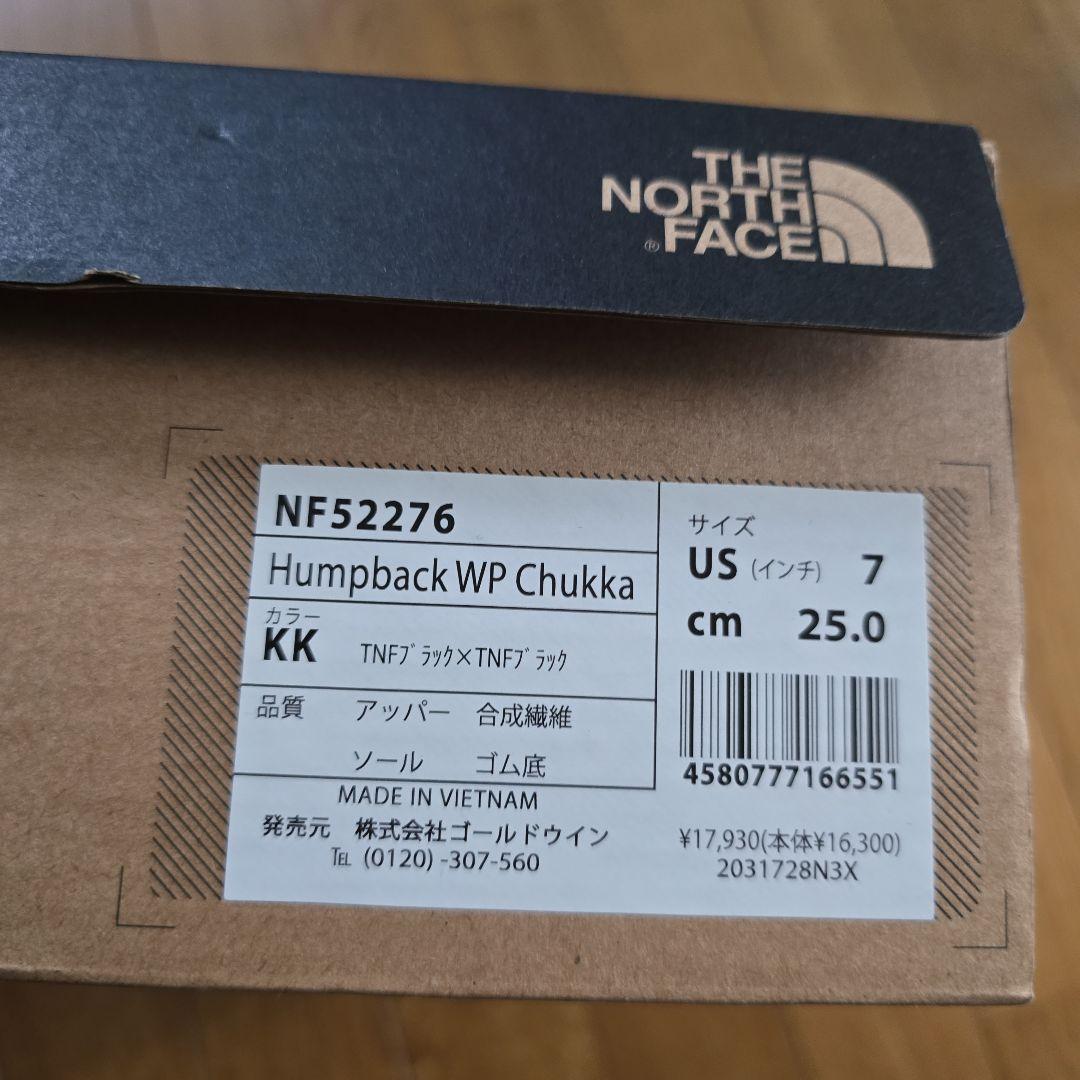 THE
NORTH
® FACE
NF52276
Humpback WP Chukka
カラー
KK TNFブラック×TNFブラック
品質 アッパー 合成繊維
ソール ゴム底
MADE IN VIETNAM
発売元 株式会社ゴールドウイン
℡ (0120) -307-560
サイズ
US (インチ) 7
cm 25.0
4580777166551
¥17,930(本体¥16,300)
2031728N3X